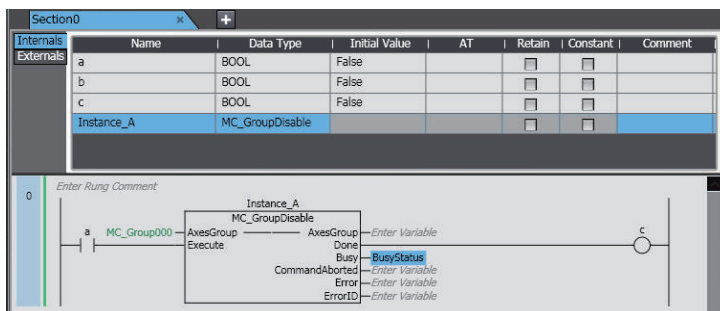 Section0 × +
Internals Name Data Type Initial Value AT Retain Constant Comment
Externals a BOOL False
b BOOL False
c BOOL False
Instance_A MC_GroupDisable
0 Enter Rung Comment
Instance_A
MC_GroupDisable
a MC_Group000 AxesGroup AxesGroup Enter Variable c
Execute Done
Busy BusyStatus
CommandAborted Enter Variable
Error Enter Variable
ErrorID Enter Variable